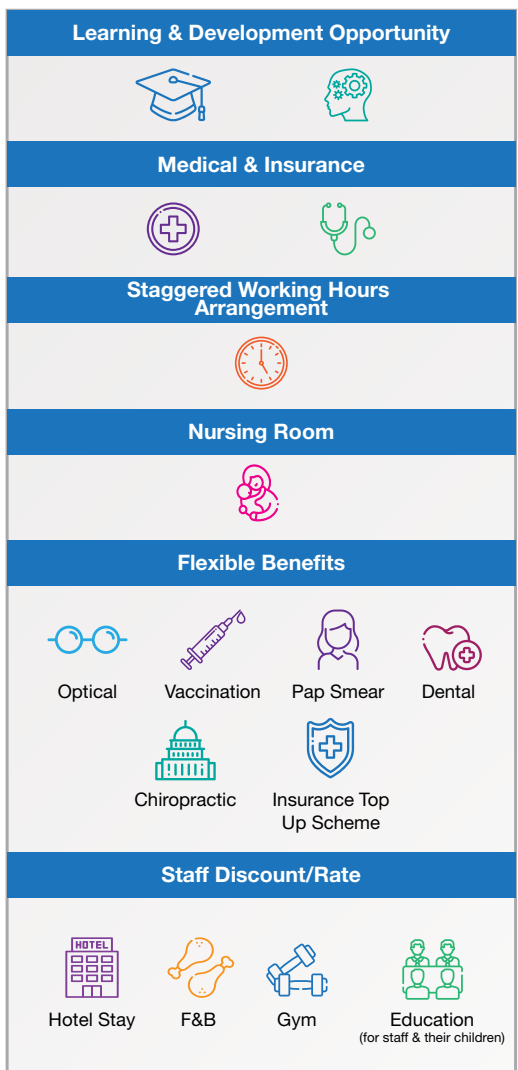 Learning & Development Opportunity
Medical & Insurance
Staggered Working Hours
Arrangement
Nursing Room
Flexible Benefits
Optical
Vaccination
Pap Smear
Dental
Chiropractic
Insurance Top
Up Scheme
Staff Discount/Rate
HOTEL
Hotel Stay
F&B
Gym
Education
(for staff & their children)